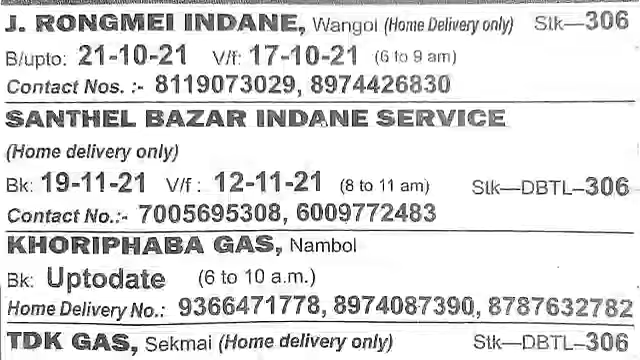 J. RONGMEI INDANE, Wangoi (Home Delivery only) Stk—306
B/upto: 21-10-21 V/f: 17-10-21 (6 to 9 am)
Contact Nos. :- 8119073029, 8974426830
SANTHEL BAZAR INDANE SERVICE
(Home delivery only)
Bk: 19-11-21 V/f : 12-11-21 (8 to 11 am) Stk—DBTL-306
Contact No.:- 7005695308, 6009772483
KHORIPHABA GAS, Nambol
Bk: Uptodate (6 to 10 a.m.)
Home Delivery No.: 9366471778, 8974087390, 8787632782
TDK GAS, Sekmai (Home delivery only) Stk—DBTL-306